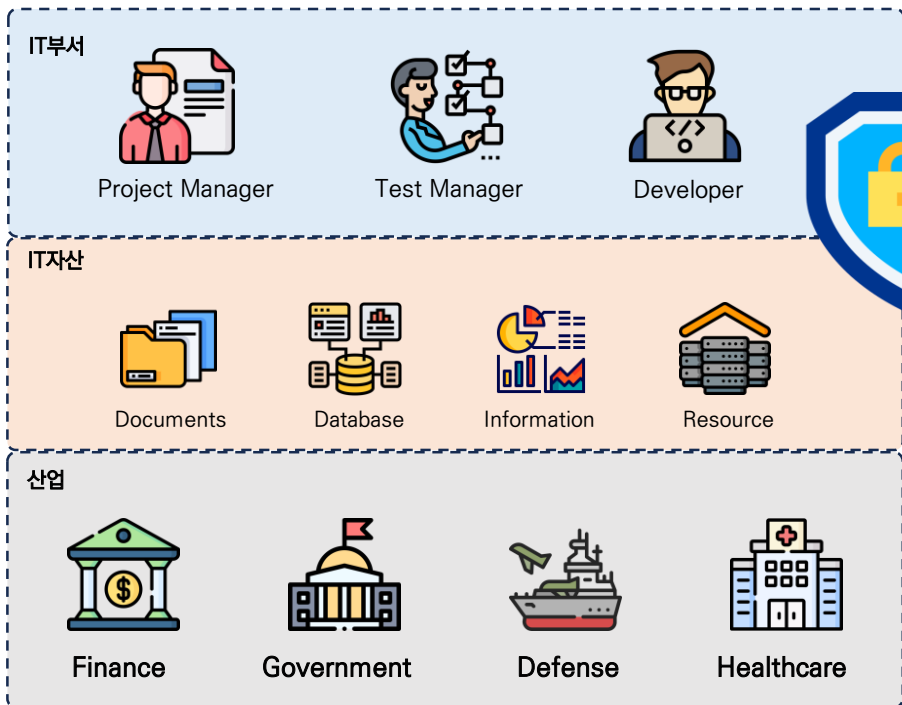 IT부서
Project Manager
Test Manager
Developer
IT자산
Documents
Database
Information
Resource
산업
Finance
Government
Defense
Healthcare